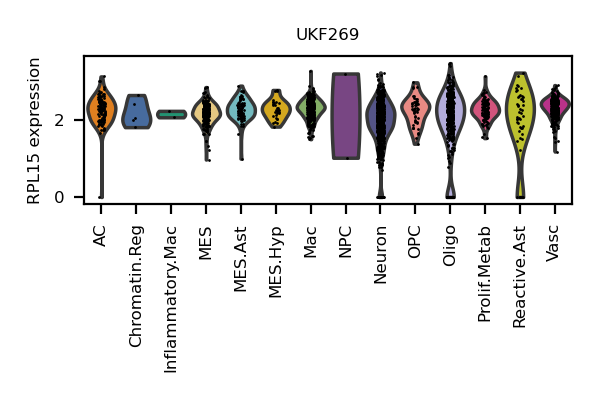 UKF269
RPL15 expression
2
0
AC
Chromatin.Reg
Inflammatory.Mac
MES
MES.Ast
MES.Hyp
Mac
NPC
Neuron
OPC
Oligo
Prolif.Metab
Reactive.Ast
Vasc